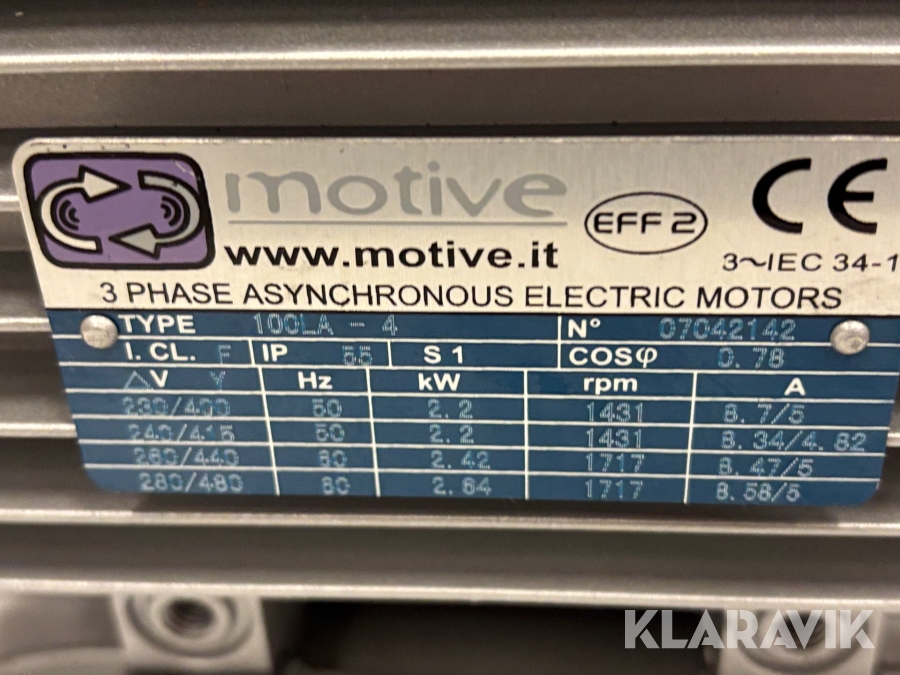 motive
www.motive.it
EFF2
CE
3~IEC 34-1
3 PHASE ASYNCHRONOUS ELECTRIC MOTORS
TYPE 100LA - 4 N° 07042142
I. CL. F IP 55 S 1 COSφ 0.78
△ V Y Hz kW rpm A
230/400 50 2.2 1431 8.7/5
240/415 50 2.2 1431 8.34/4.82
260/440 60 2.42 1717 8.47/5
280/480 60 2.64 1717 8.58/5
KLARAVIK